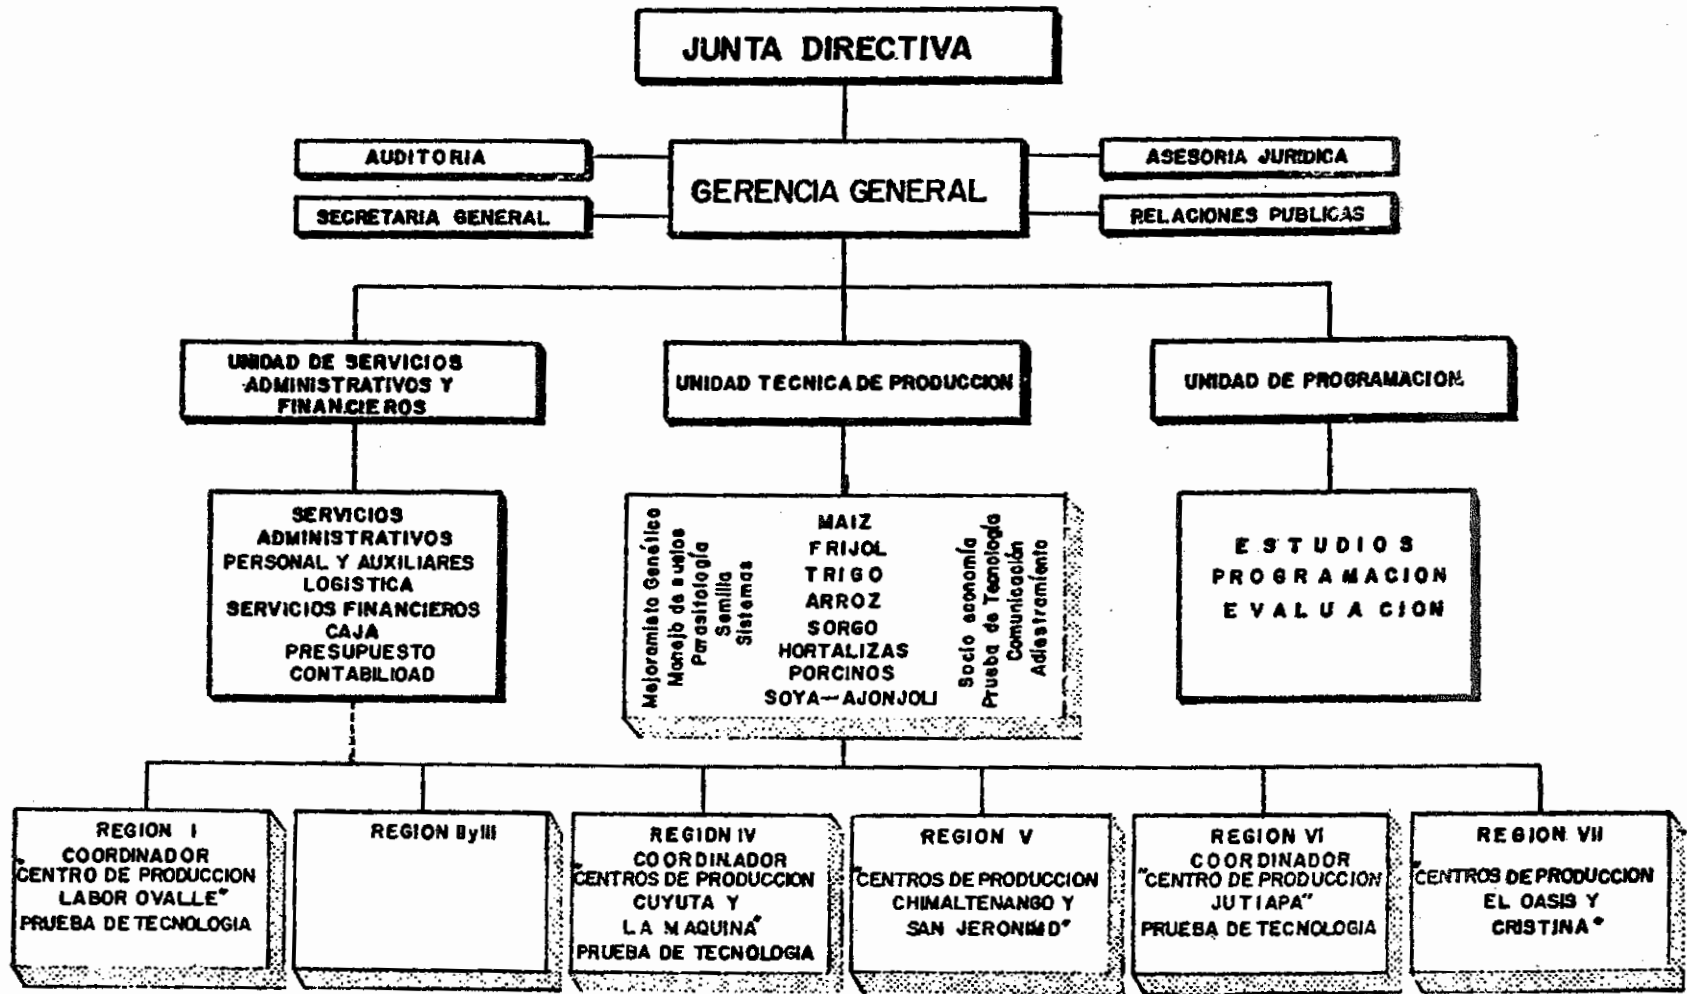 JUNTA DIRECTIVA
AUDITORIA
GERENCIA GENERAL
ASESORIA JURIDICA
SECRETARIA GENERAL
RELACIONES PUBLICAS
UNIDAD DE SERVICIOS
ADMINISTRATIVOS Y
FINANCIEROS
UNIDAD TECNICA DE PRODUCCION
UNIDAD DE PROGRAMACION
SERVICIOS
ADMINISTRATIVOS
PERSONAL Y AUXILIARES
LOGISTICA
SERVICIOS FINANCIEROS
CAJA
PRESUPUESTO
CONTABILIDAD
Mejoramiento Genético
Manejo de suelos
Parasitología
Semilla
Sistemas
MAIZ
FRIJOL
TRIGO
ARROZ
SORGO
HORTALIZAS
PORCINOS
SOYA—AJONJOLI
Socio economía
Prueba de Tecnología
Comunicación
Adiestramiento
ESTUDIOS
PROGRAMACION
EVALUACION
REGION I
COORDINADOR
"CENTRO DE PRODUCCION
LABOR OVALLE"
PRUEBA DE TECNOLOGIA
REGION II y III
REGION IV
COORDINADOR
"CENTROS DE PRODUCCION
CUYUTA Y
LA MAQUINA"
PRUEBA DE TECNOLOGIA
REGION V
"CENTROS DE PRODUCCION
CHIMALTENANGO Y
SAN JERONIMO"
REGION VI
COORDINADOR
"CENTRO DE PRODUCCION
JUTIAPA"
PRUEBA DE TECNOLOGIA
REGION VII
"CENTROS DE PRODUCCION
EL OASIS Y
CRISTINA"